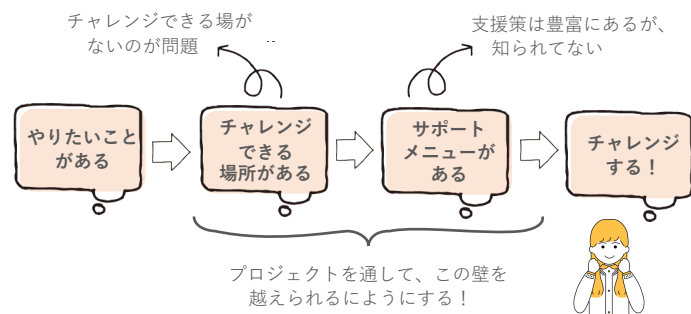 チャレンジできる場が
ないのが問題
支援策は豊富にあるが、
知られてない
やりたいこと
がある
チャレンジ
できる
場所がある
サポート
メニューが
ある
チャレンジ
する！
プロジェクトを通して、この壁を
越えられるにようにする！